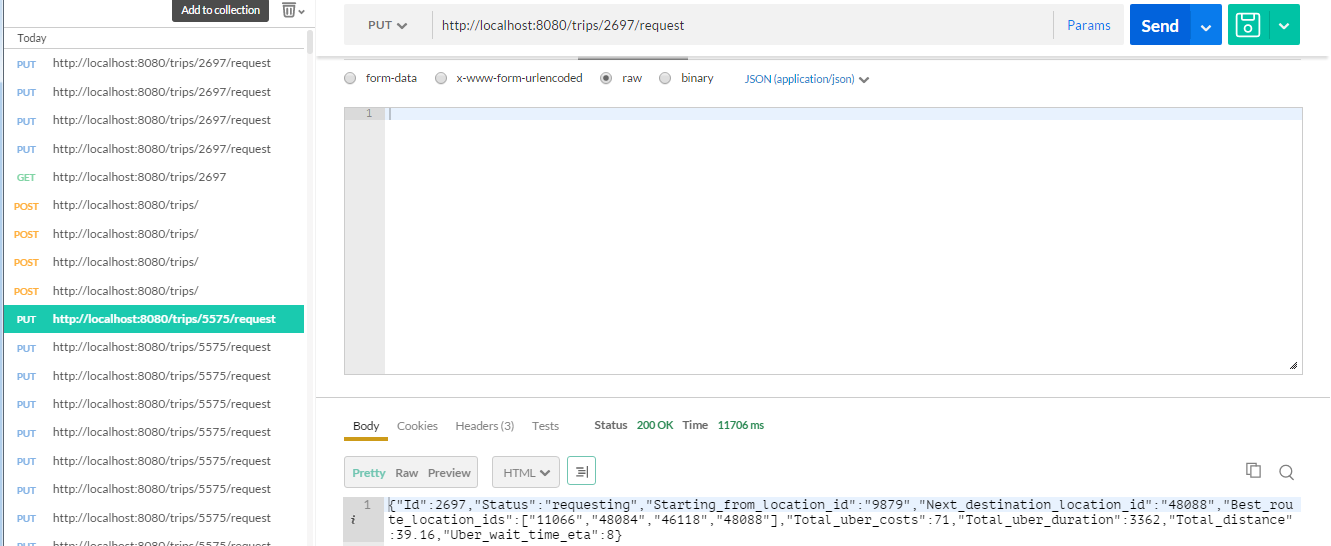 Add to collection
Today
PUT http://localhost:8080/trips/2697/request
PUT http://localhost:8080/trips/2697/request
PUT http://localhost:8080/trips/2697/request
PUT http://localhost:8080/trips/2697/request
GET http://localhost:8080/trips/2697
POST http://localhost:8080/trips/
POST http://localhost:8080/trips/
POST http://localhost:8080/trips/
POST http://localhost:8080/trips/
PUT http://localhost:8080/trips/5575/request
PUT http://localhost:8080/trips/5575/request
PUT http://localhost:8080/trips/5575/request
PUT http://localhost:8080/trips/5575/request
PUT http://localhost:8080/trips/5575/request
PUT http://localhost:8080/trips/5575/request
PUT http://localhost:8080/trips/5575/request
PUT http://localhost:8080/trips/5575/request
PUT http://localhost:8080/trips/5575/request
PUT http://localhost:8080/trips/2697/request Params Send
form-data x-www-form-urlencoded raw binary JSON (application/json)
1
Body Cookies Headers (3) Tests Status 200 OK Time 11706 ms
Pretty Raw Preview HTML
1 {"Id":2697,"Status":"requesting","Starting_from_location_id":"9879","Next_destination_location_id":"48088","Best_rou
i te_location_ids":["11066","48084","46118","48088"],"Total_uber_costs":71,"Total_uber_duration":3362,"Total_distance"
:39.16,"Uber_wait_time_eta":8}